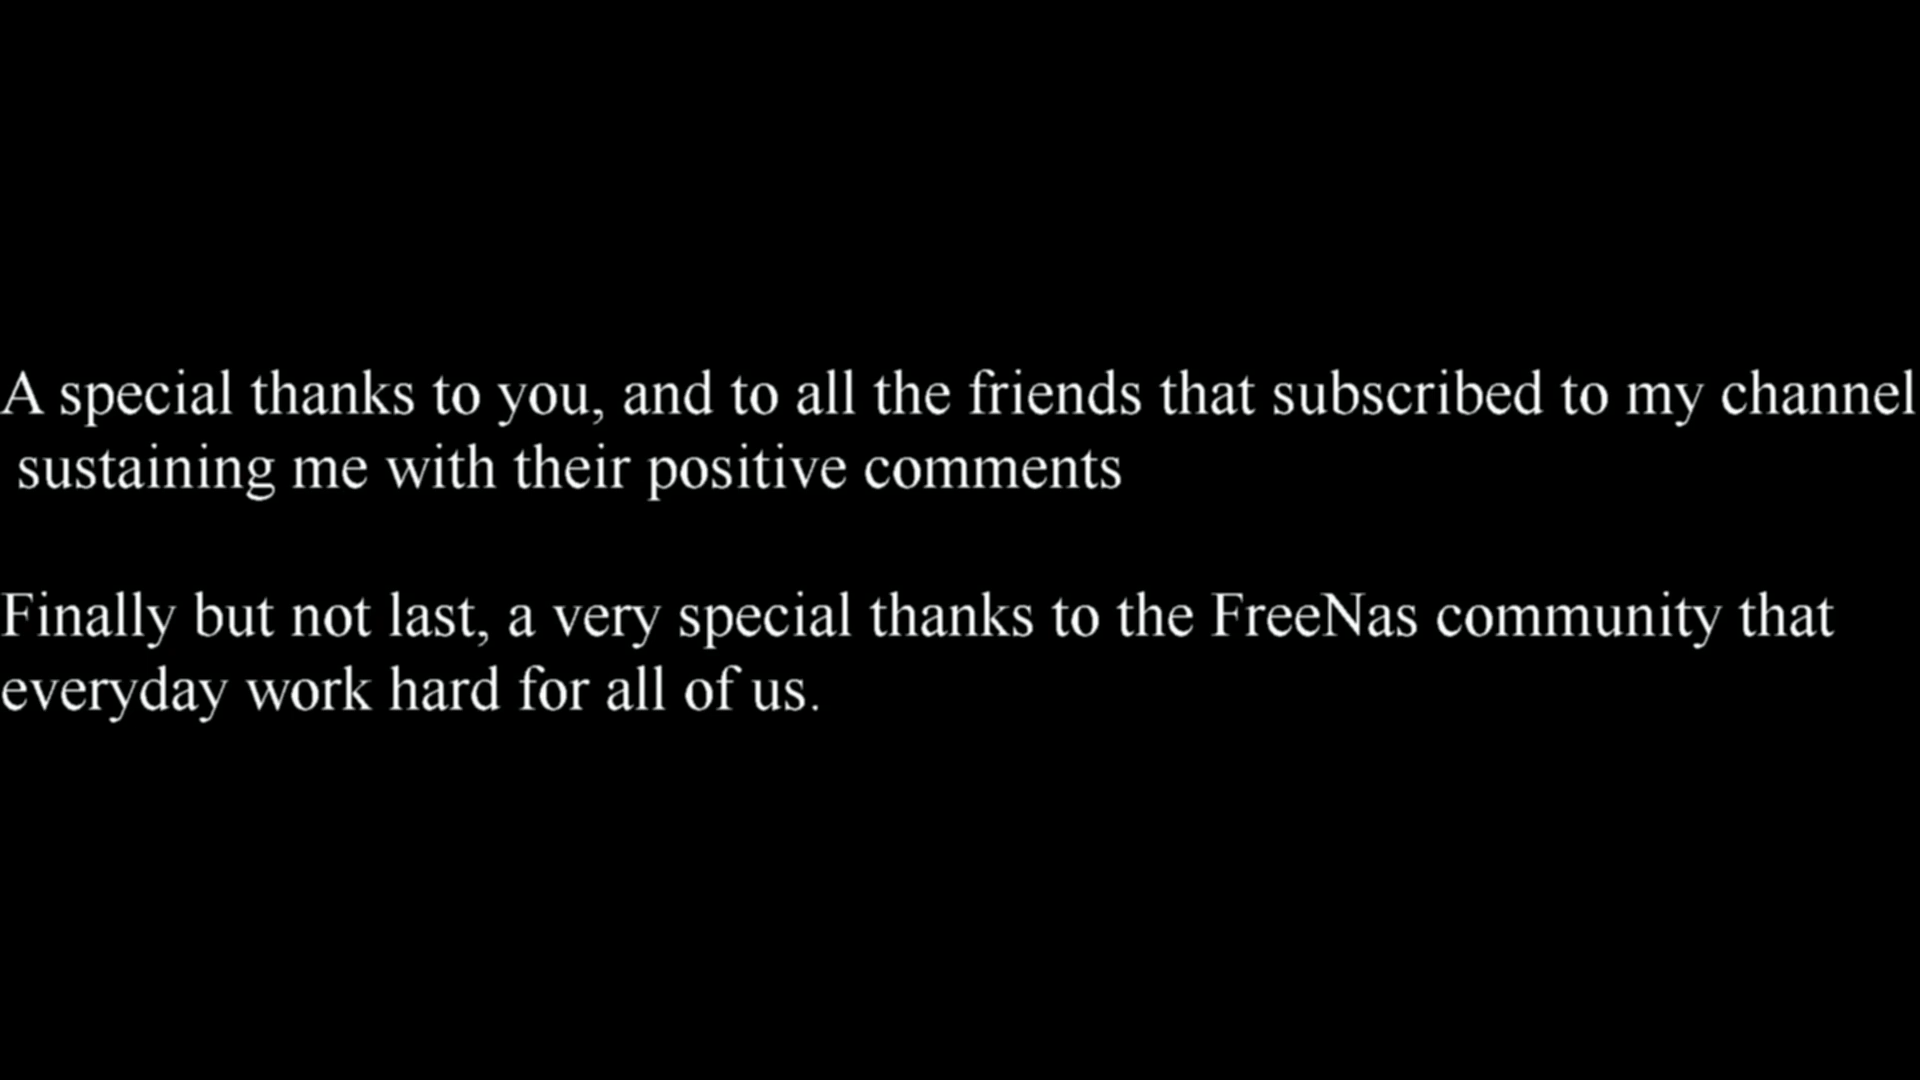 A special thanks to you, and to all the friends that subscribed to my channel
sustaining me with their positive comments
Finally but not last, a very special thanks to the FreeNas community that
everyday work hard for all of us.